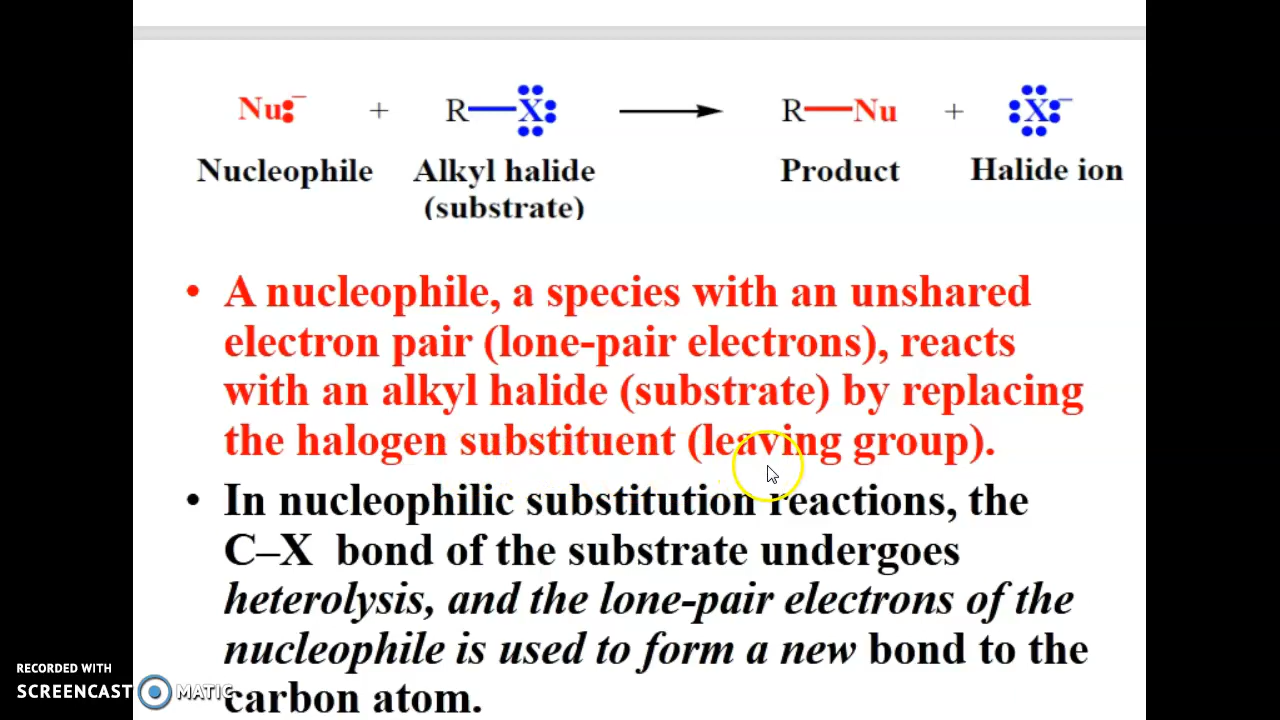 Nu:⁻ + R—X: → R—Nu + :X:⁻
Nucleophile Alkyl halide Product Halide ion
(substrate)
• A nucleophile, a species with an unshared
electron pair (lone-pair electrons), reacts
with an alkyl halide (substrate) by replacing
the halogen substituent (leaving group).
• In nucleophilic substitution reactions, the
C–X bond of the substrate undergoes
heterolysis, and the lone-pair electrons of the
nucleophile is used to form a new bond to the
carbon atom.
RECORDED WITH
SCREENCAST MATIC